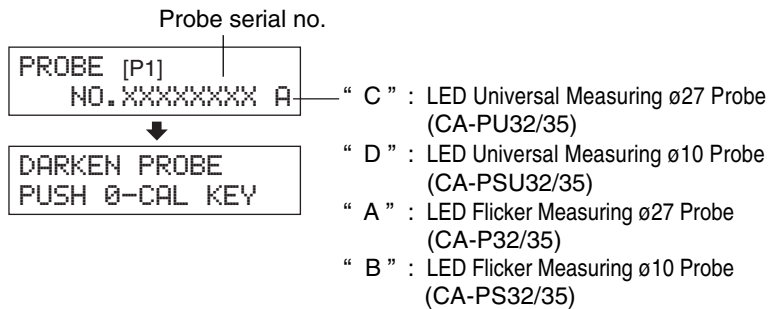 Probe serial no.
PROBE [P1]
NO.XXXXXXXX A
DARKEN PROBE
PUSH 0-CAL KEY
“ C ” : LED Universal Measuring ø27 Probe
(CA-PU32/35)
“ D ” : LED Universal Measuring ø10 Probe
(CA-PSU32/35)
“ A ” : LED Flicker Measuring ø27 Probe
(CA-P32/35)
“ B ” : LED Flicker Measuring ø10 Probe
(CA-PS32/35)